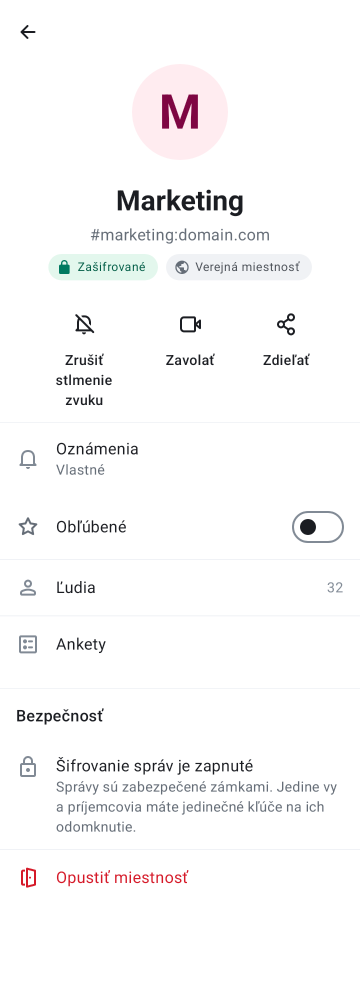 M
Marketing
#marketing:domain.com
Zašifrované
Verejná miestnosť
Zrušiť
stlmenie
zvuku
Zavolať
Zdieľať
Oznámenia
Vlastné
Obľúbené
Ľudia
32
Ankety
Bezpečnosť
Šifrovanie správ je zapnuté
Správy sú zabezpečené zámkami. Jedine vy
a príjemcovia máte jedinečné kľúče na ich
odomknutie.
Opustiť miestnosť